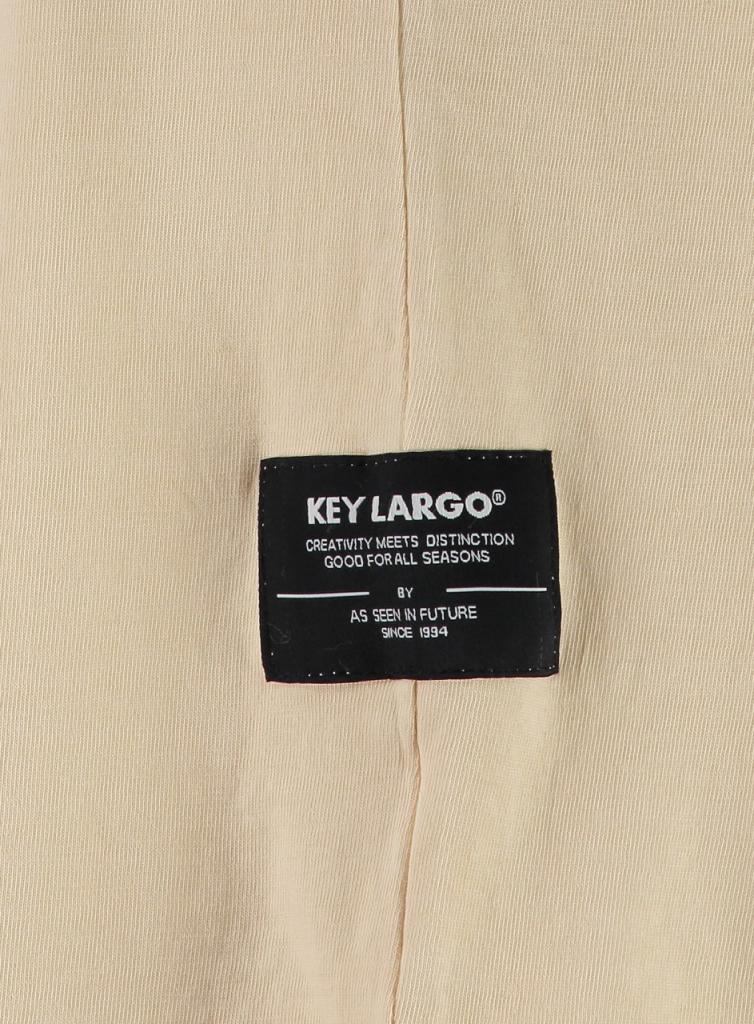 KEY LARGO®
CREATIVITY MEETS DISTINCTION
GOOD FOR ALL SEASONS
BY
AS SEEN IN FUTURE
SINCE 1994